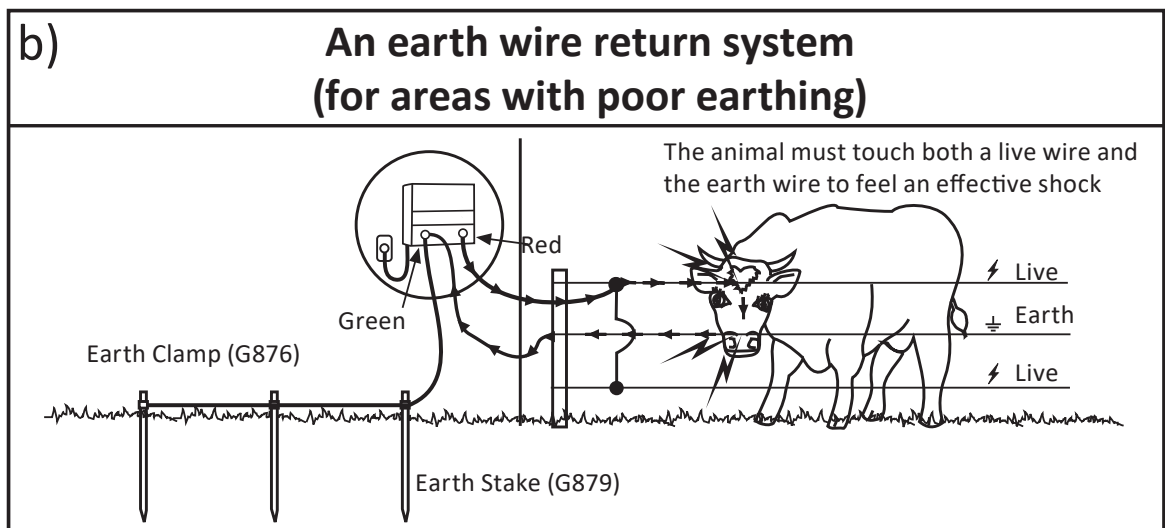 b)
An earth wire return system
(for areas with poor earthing)
The animal must touch both a live wire and
the earth wire to feel an effective shock
Red
Green
Live
Earth
Live
Earth Clamp (G876)
Earth Stake (G879)